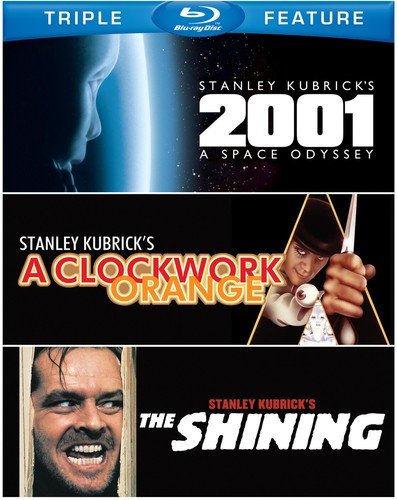 TRIPLE Blu-ray Disc FEATURE
STANLEY KUBRICK'S
2001
A SPACE ODYSSEY
STANLEY KUBRICK'S
A CLOCKWORK
ORANGE
STANLEY KUBRICK'S
THE SHINING